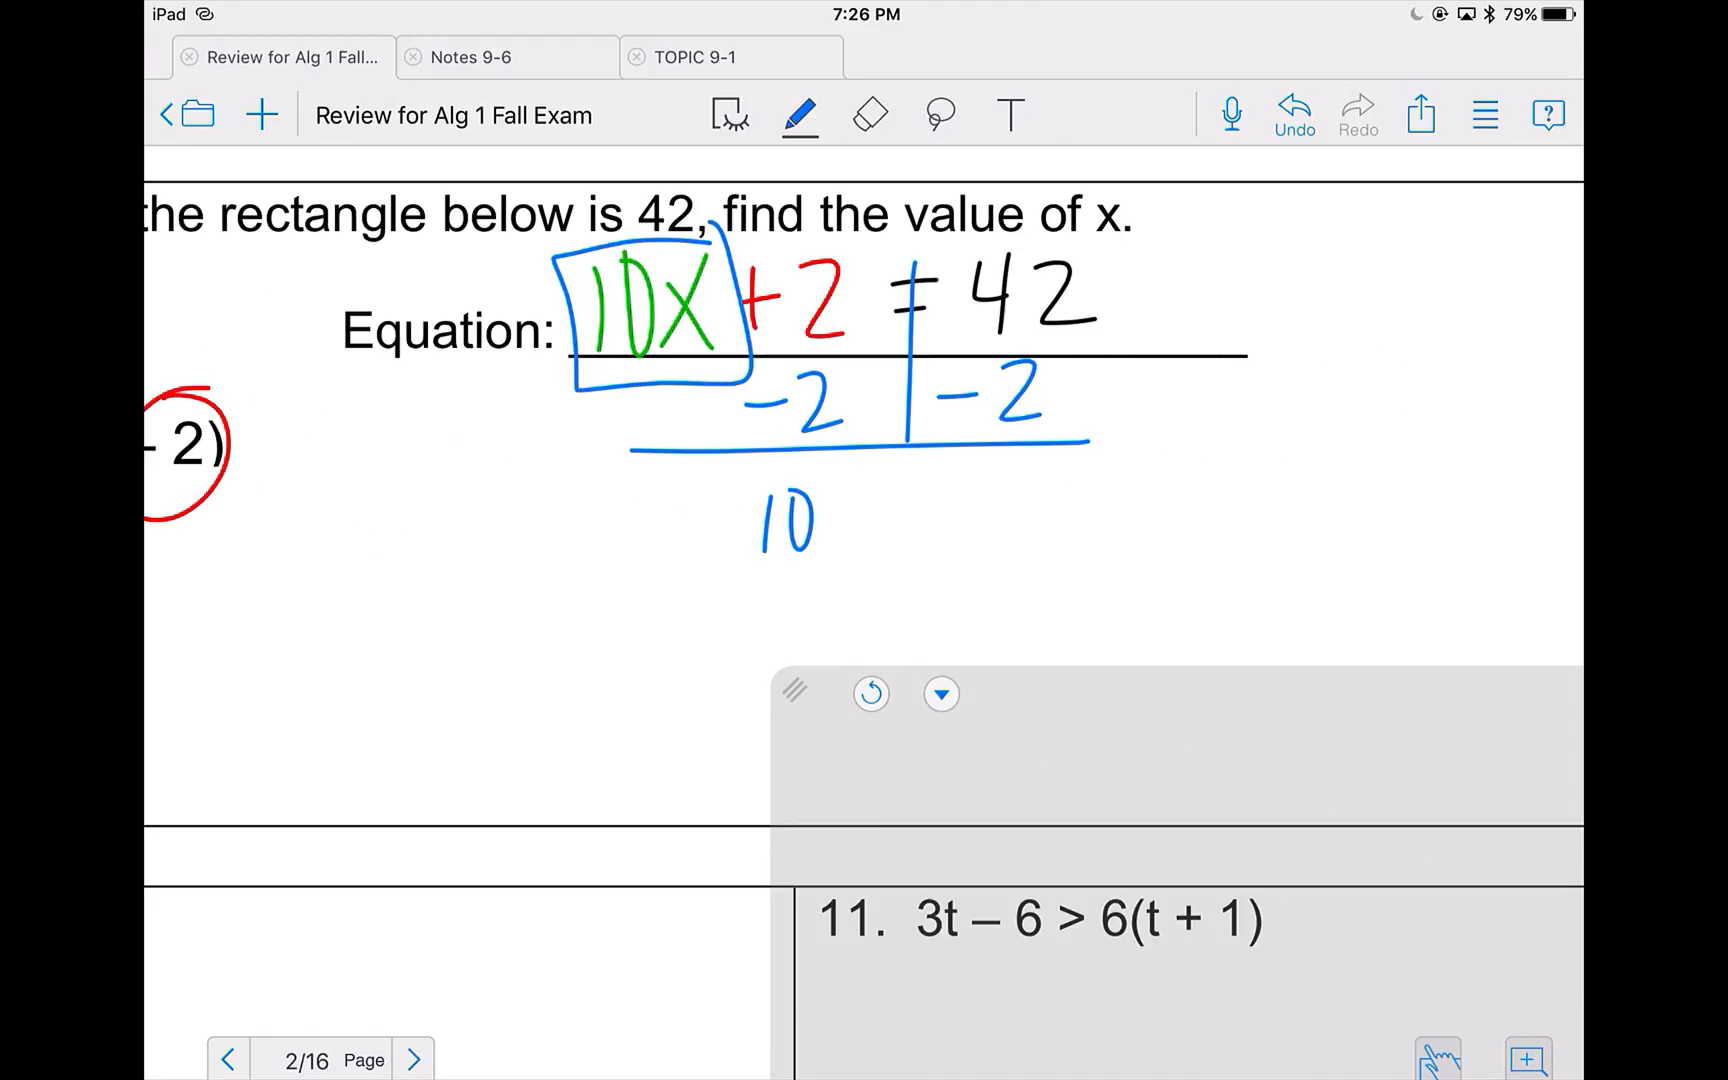 iPad 7:26 PM 79%
Review for Alg 1 Fall... Notes 9-6 TOPIC 9-1
Review for Alg 1 Fall Exam T Undo Redo ?
the rectangle below is 42, find the value of x.
Equation: 10x + 2 = 42
- 2 - 2
- 2)
10
11. 3t – 6 > 6(t + 1)
2/16 Page